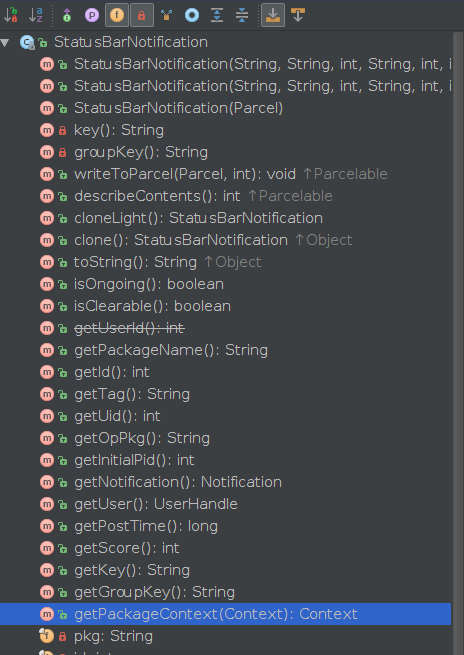 StatusBarNotification
StatusBarNotification(String, String, int, String, int, i
StatusBarNotification(String, String, int, String, int, i
StatusBarNotification(Parcel)
key(): String
groupKey(): String
writeToParcel(Parcel, int): void ↑Parcelable
describeContents(): int ↑Parcelable
cloneLight(): StatusBarNotification
clone(): StatusBarNotification ↑Object
toString(): String ↑Object
isOngoing(): boolean
isClearable(): boolean
getUserId(): int
getPackageName(): String
getId(): int
getTag(): String
getUid(): int
getOpPkg(): String
getInitialPid(): int
getNotification(): Notification
getUser(): UserHandle
getPostTime(): long
getScore(): int
getKey(): String
getGroupKey(): String
getPackageContext(Context): Context
pkg: String